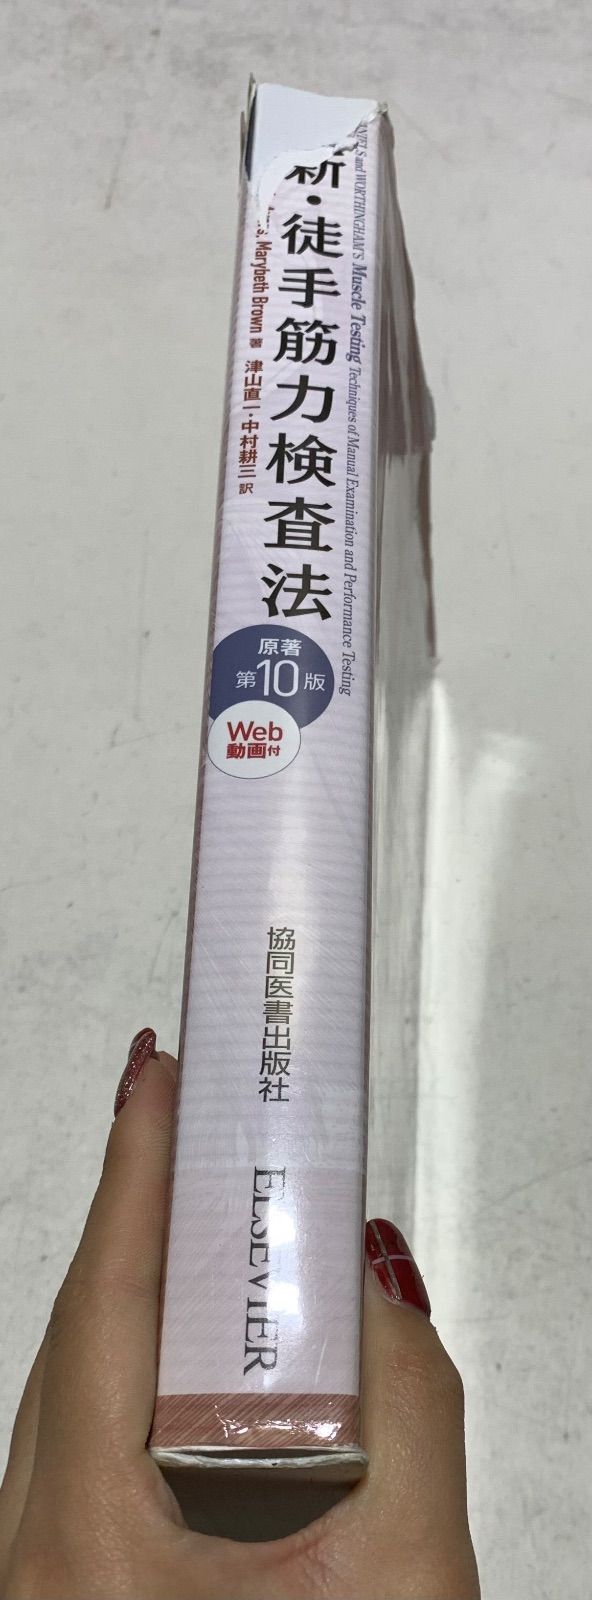 WORTHINGHAM'S Muscle Testing Techniques of Manual Examination and Performance Testing
新・徒手筋力検査法
Marybeth Brown 著
津山直一・中村耕三 訳
原著
第10版
Web
動画付
協同医書出版社
ELSEVIER